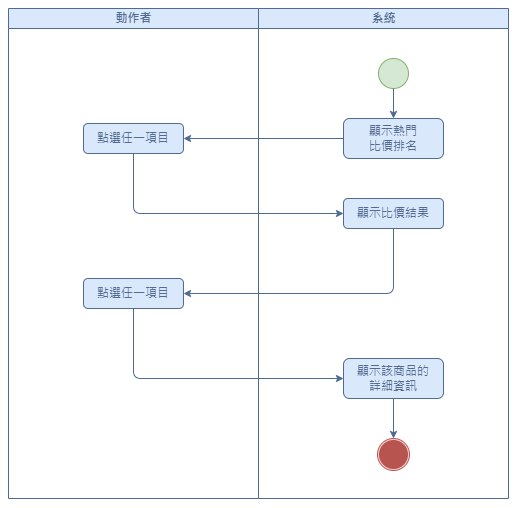 動作者
系統
顯示熱門
比價排名
點選任一項目
顯示比價結果
點選任一項目
顯示該商品的
詳細資訊